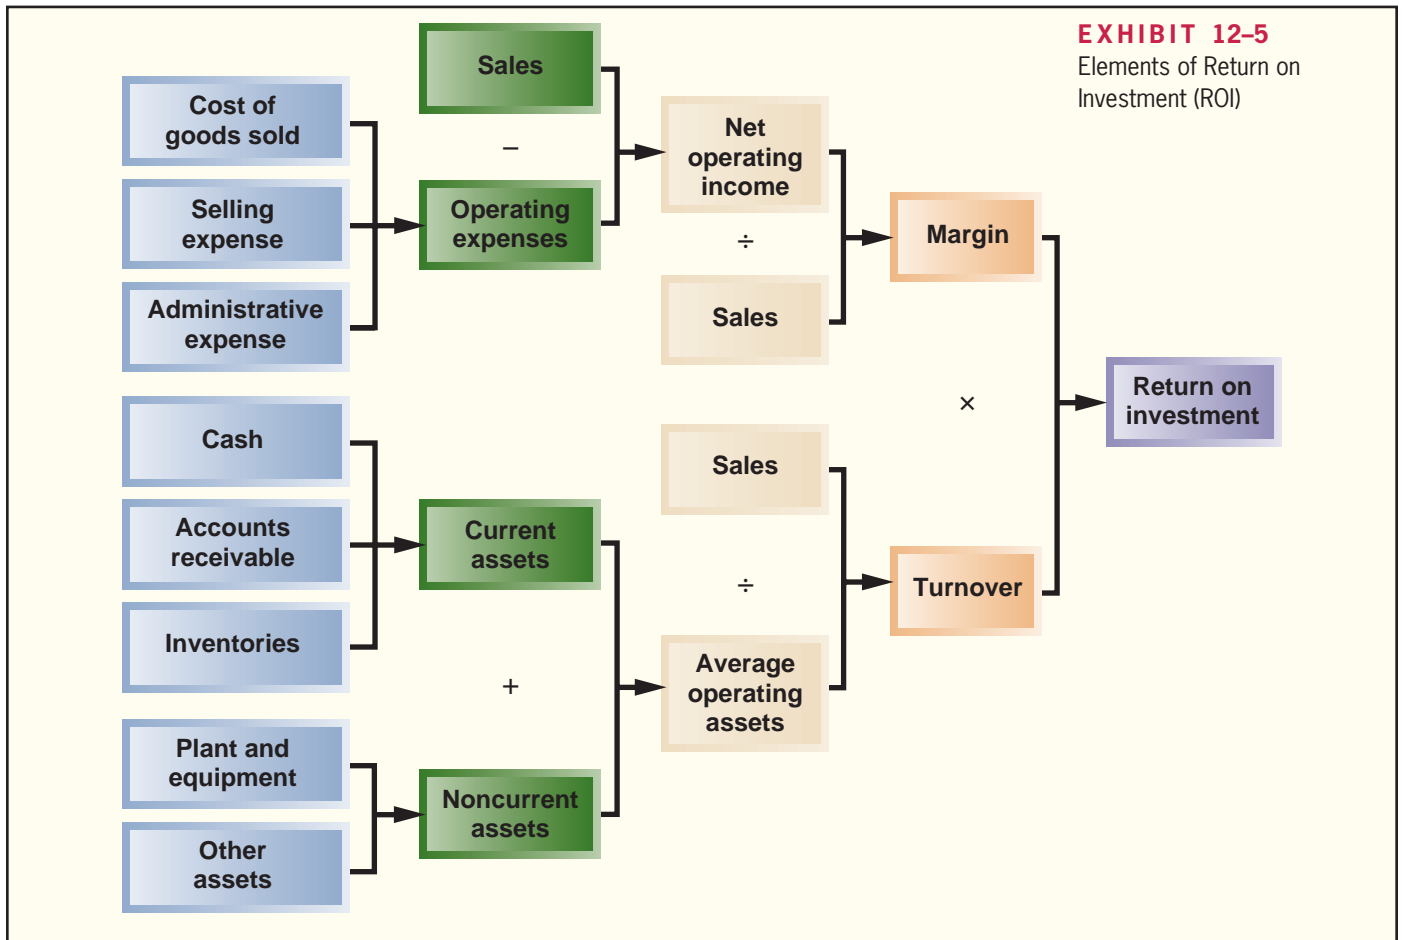 EXHIBIT 12–5
Elements of Return on
Investment (ROI)
Cost of
goods sold
Selling
expense
Administrative
expense
Cash
Accounts
receivable
Inventories
Plant and
equipment
Other
assets
Sales
−
Operating
expenses
Current
assets
+
Noncurrent
assets
Net
operating
income
÷
Sales
Sales
÷
Average
operating
assets
Margin
×
Turnover
Return on
investment